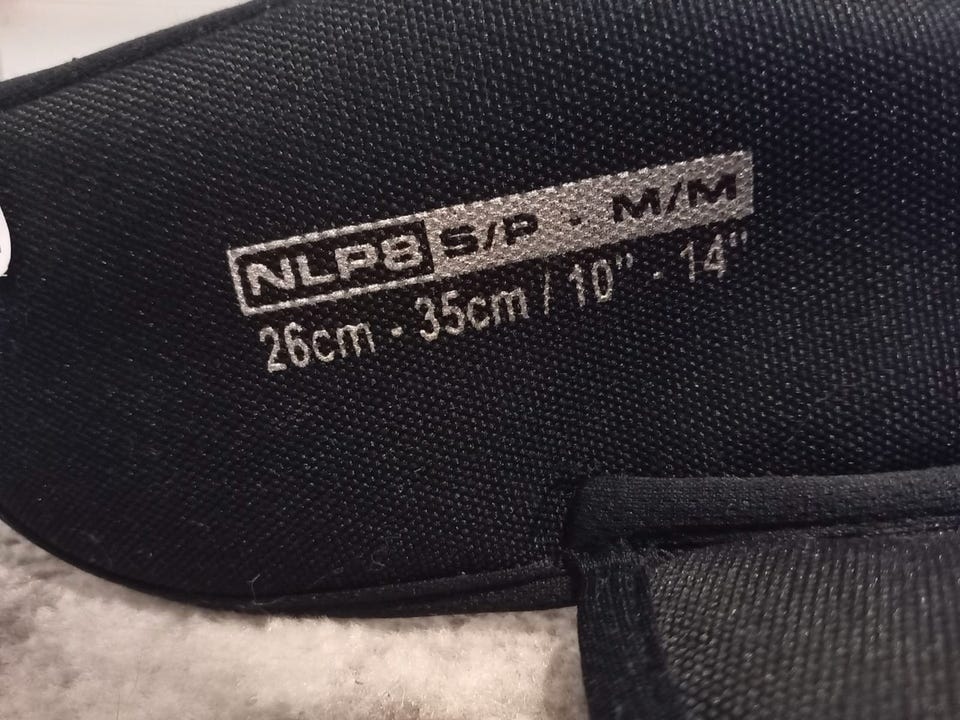 NLP8 S/P - M/M
26cm - 35cm / 10" - 14"